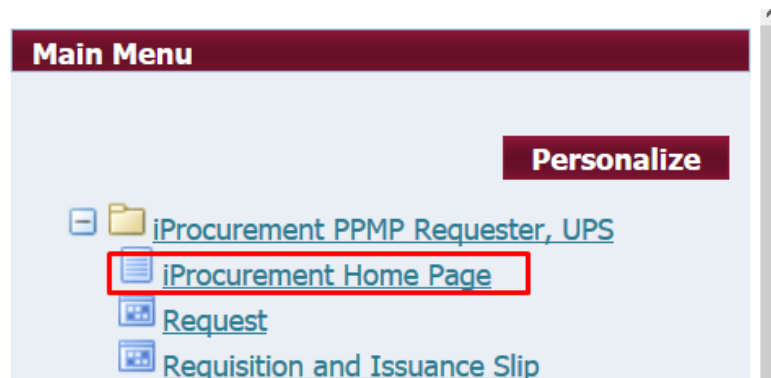 Main Menu
Personalize
iProcurement PPMP Requester, UPS
iProcurement Home Page
Request
Requisition and Issuance Slip